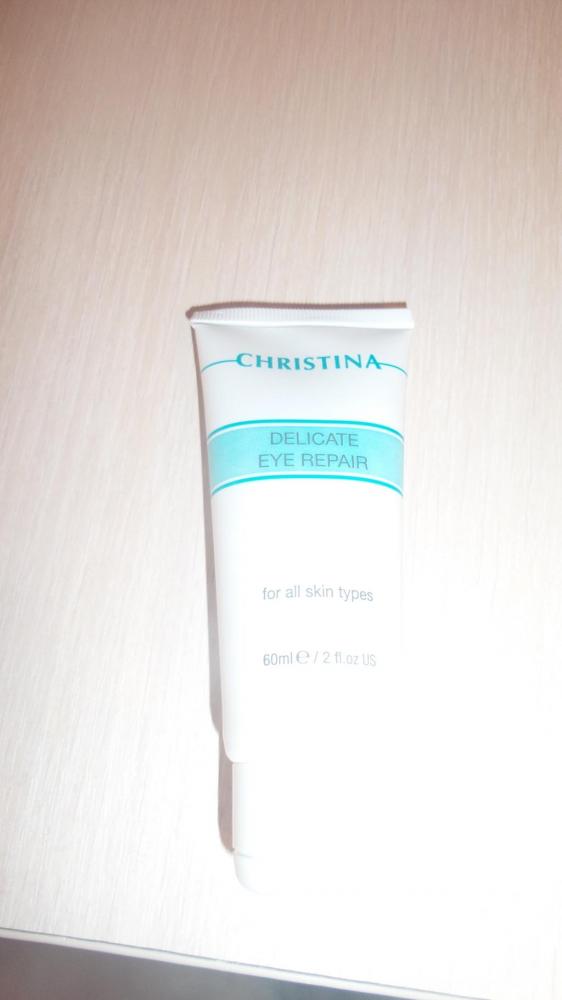 CHRISTINA
DELICATE
EYE REPAIR
for all skin types
60ml ℮ / 2 fl.oz US